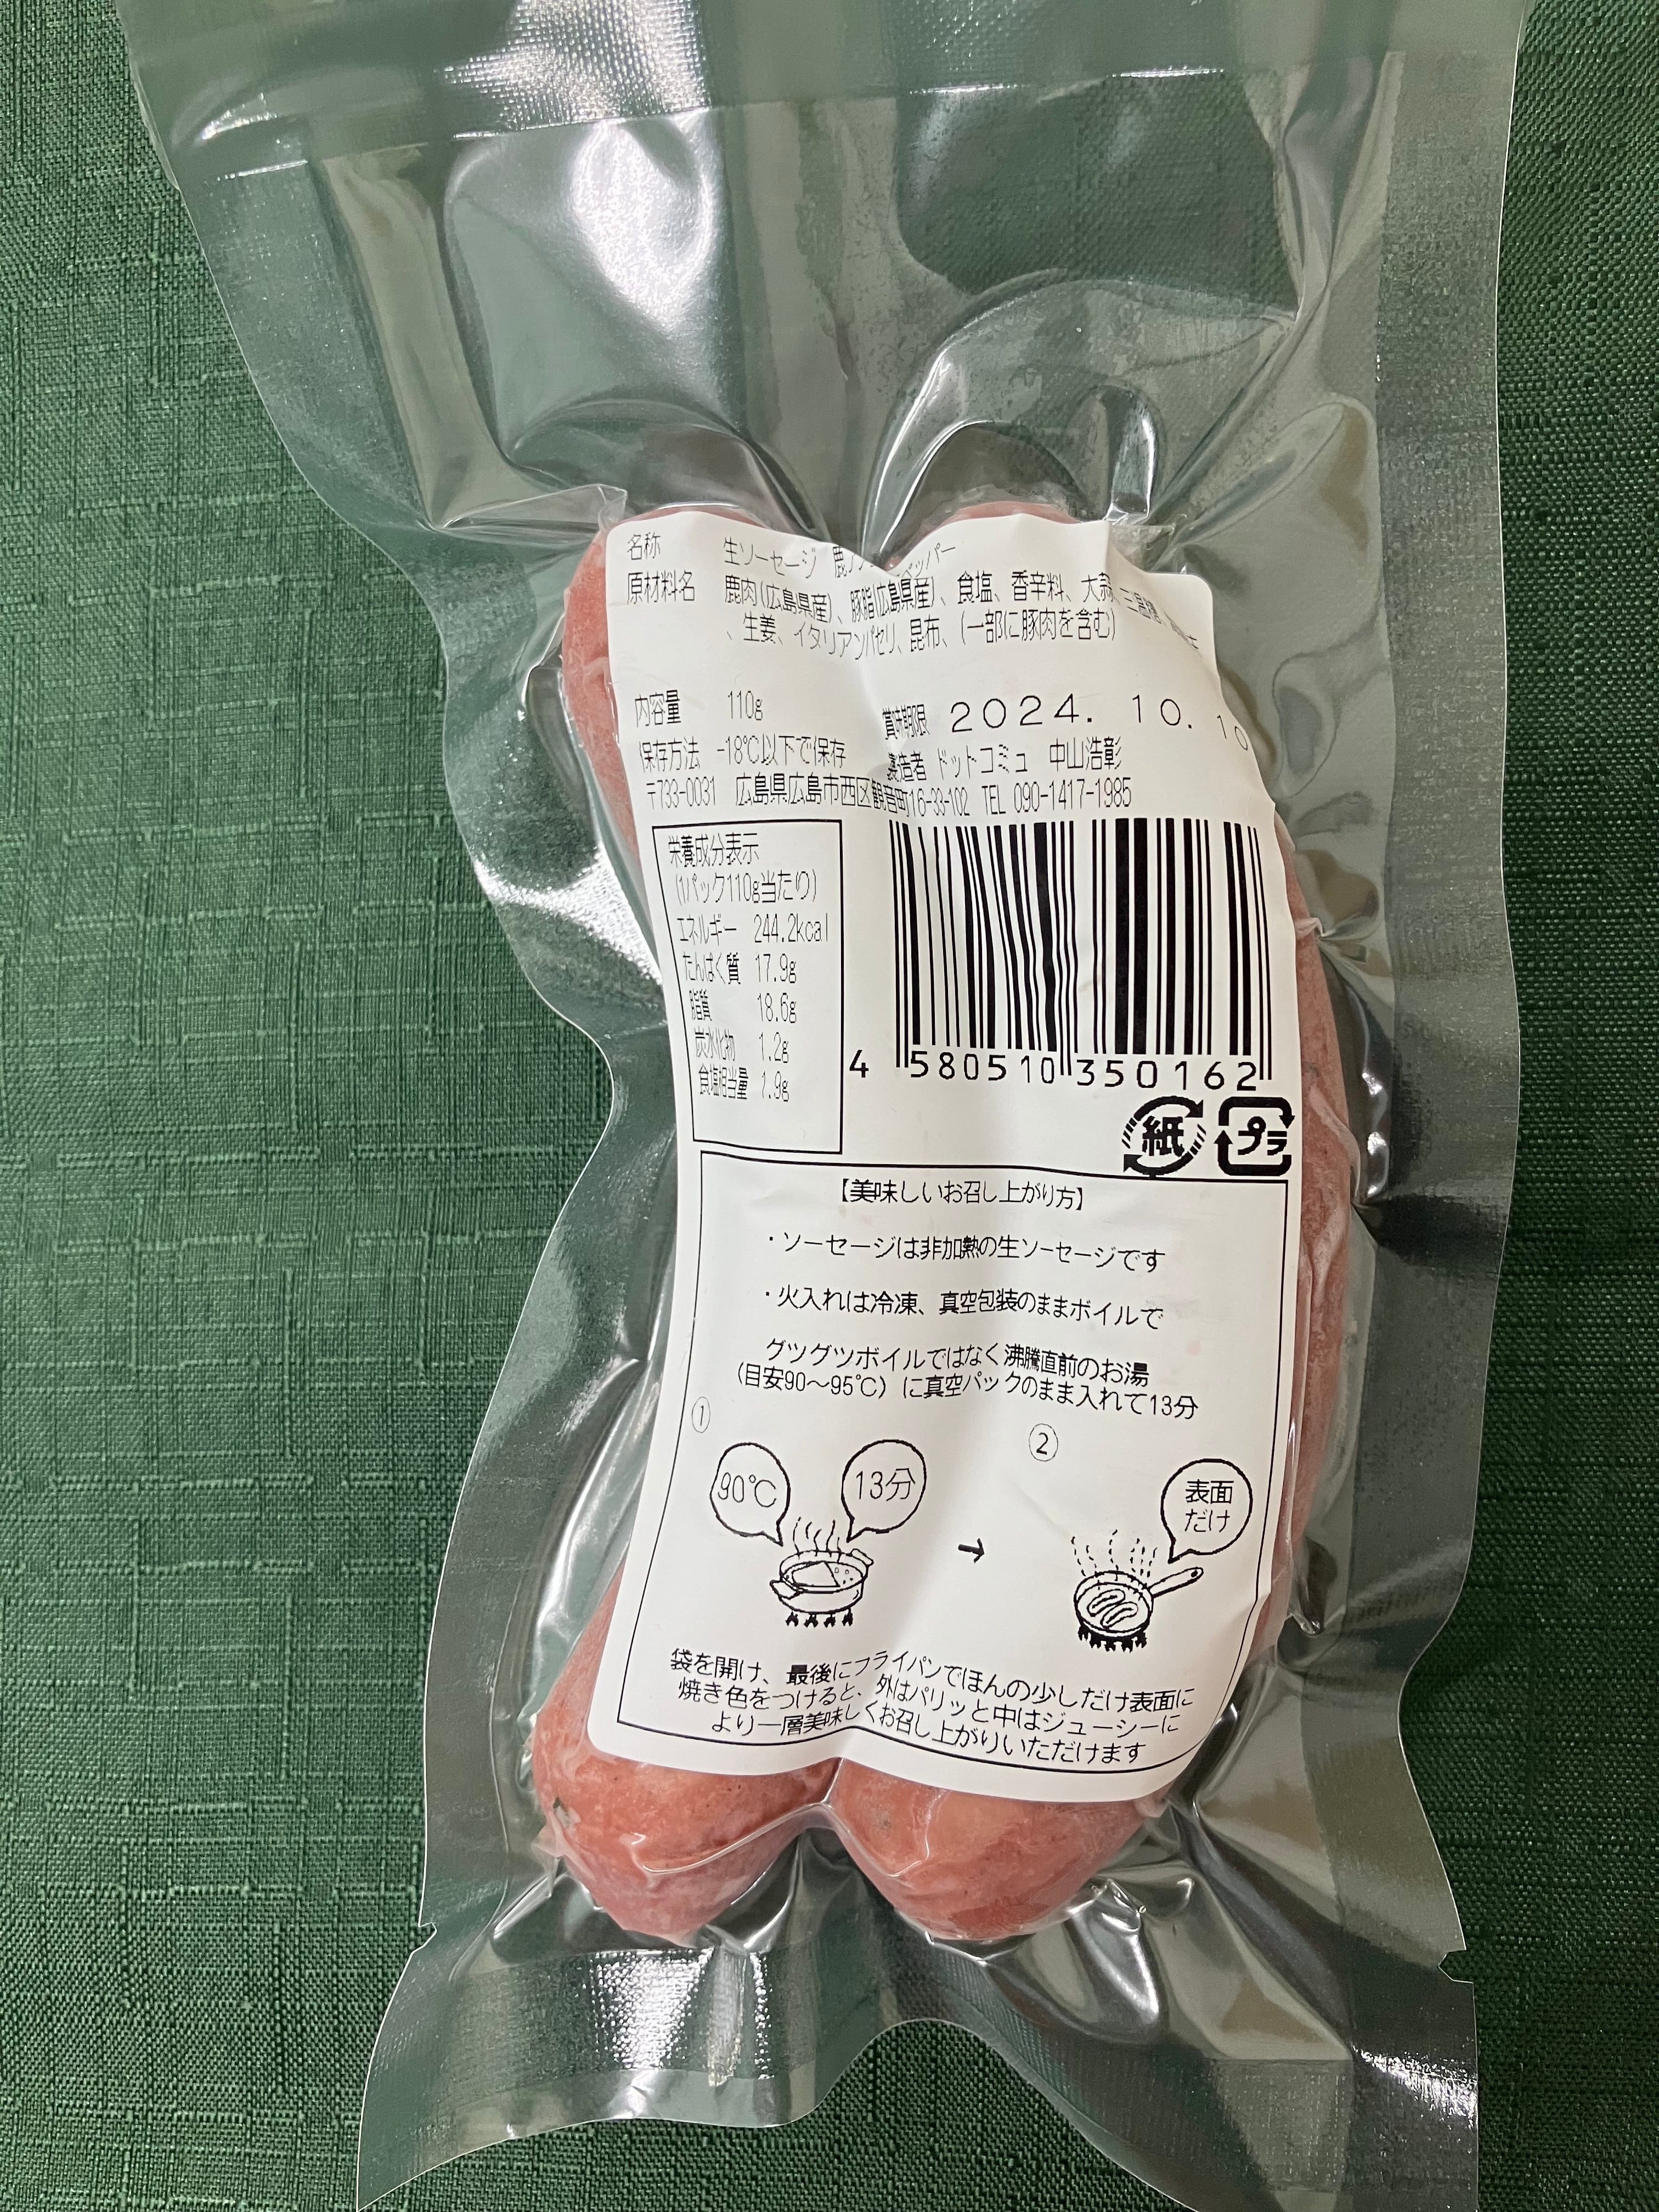 名称 生ソーセージ
原材料名 鹿肉(広島県産)、豚脂(広島県産)、食塩、香辛料、大蒜、
、生姜、イタリアンパセリ、昆布、(一部に豚肉を含む)
内容量 110g 賞味期限 2024. 10. 10
保存方法 -18℃以下で保存 製造者 ドットコミュ 中山浩彰
〒733-0031 広島県広島市西区観音町16-33-102 TEL 090-1417-1985
栄養成分表示
(1パック110g当たり)
エネルギー 244.2kcal
たんぱく質 17.9g
脂質 18.6g
炭水化物 1.2g
食塩相当量 1.9g
4 580510 350162
紙 プラ
【美味しいお召し上がり方】
・ソーセージは非加熱の生ソーセージです
・火入れは冷凍、真空包装のままボイルで
グツグツボイルではなく沸騰直前のお湯
(目安90～95℃)に真空パックのまま入れて13分
①
②
90℃
13分
表面
だけ
→
袋を開け、最後にフライパンでほんの少しだけ表面に
焼き色をつけると、外はパリッと中はジューシーに
より一層美味しくお召し上がりいただけます